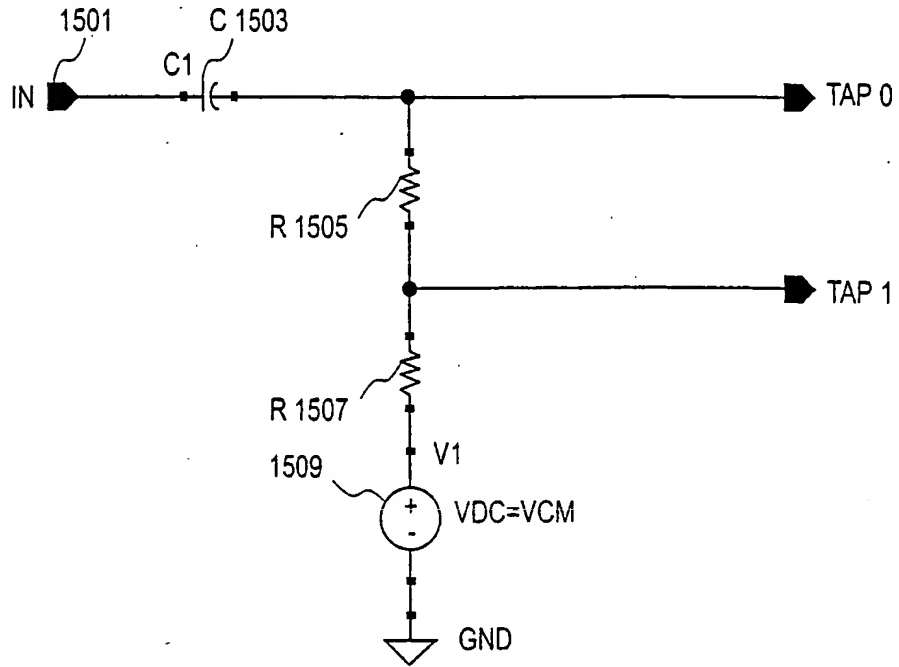 1501
C 1503
C1
IN
TAP 0
R 1505
TAP 1
R 1507
V1
1509
+
VDC=VCM
-
GND